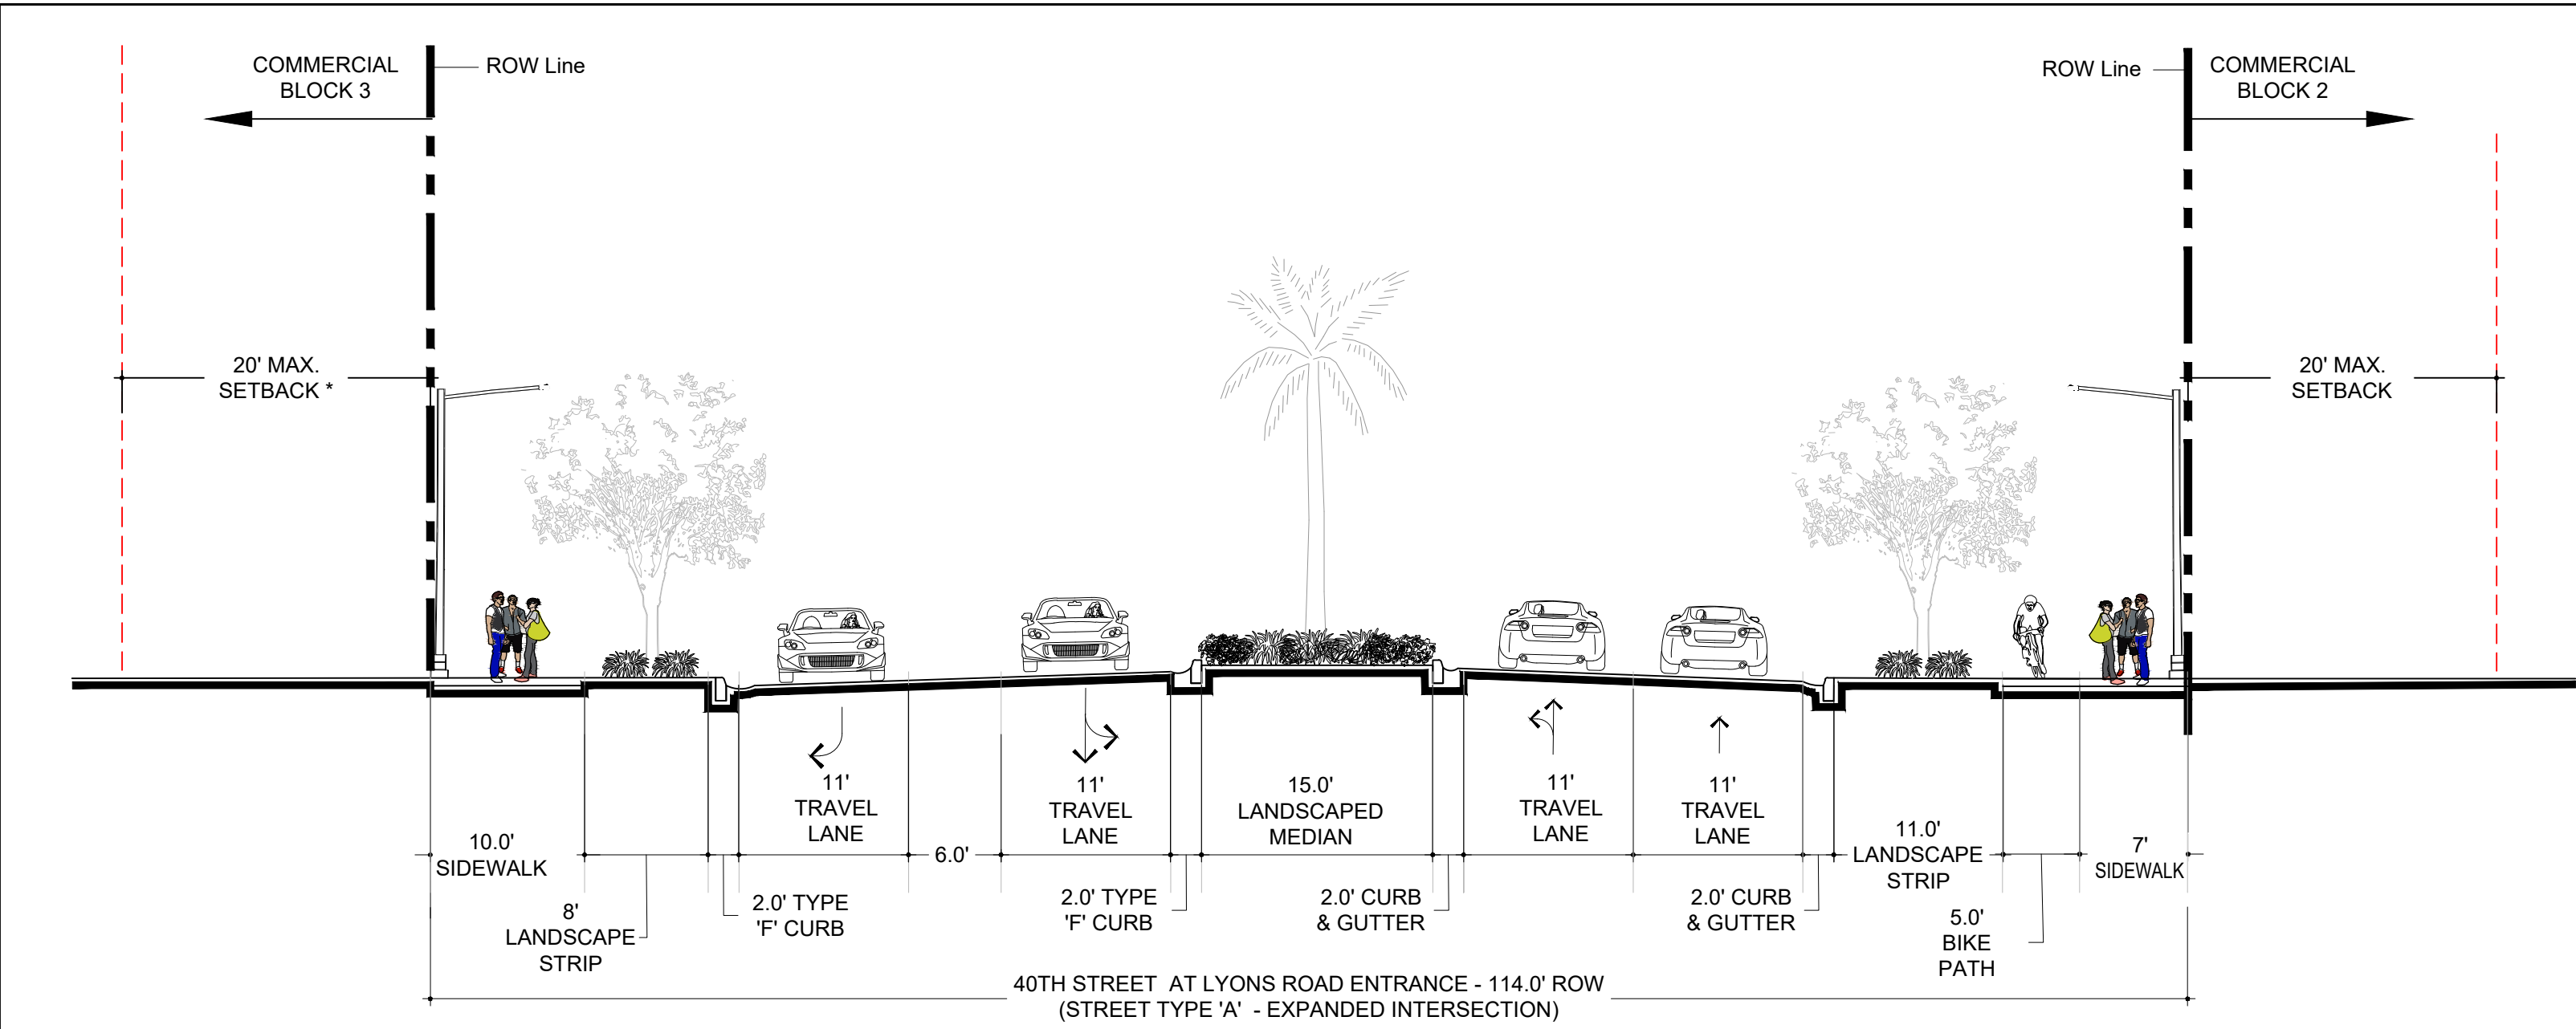 COMMERCIAL
BLOCK 3
ROW Line
ROW Line
COMMERCIAL
BLOCK 2
20' MAX.
SETBACK *
20' MAX.
SETBACK
11'
TRAVEL
LANE
11'
TRAVEL
LANE
15.0'
LANDSCAPED
MEDIAN
11'
TRAVEL
LANE
11'
TRAVEL
LANE
10.0'
SIDEWALK
6.0'
11.0'
LANDSCAPE
STRIP
7'
SIDEWALK
8'
LANDSCAPE
STRIP
2.0' TYPE
'F' CURB
2.0' TYPE
'F' CURB
2.0' CURB
& GUTTER
2.0' CURB
& GUTTER
5.0'
BIKE
PATH
40TH STREET AT LYONS ROAD ENTRANCE - 114.0' ROW
(STREET TYPE 'A' - EXPANDED INTERSECTION)